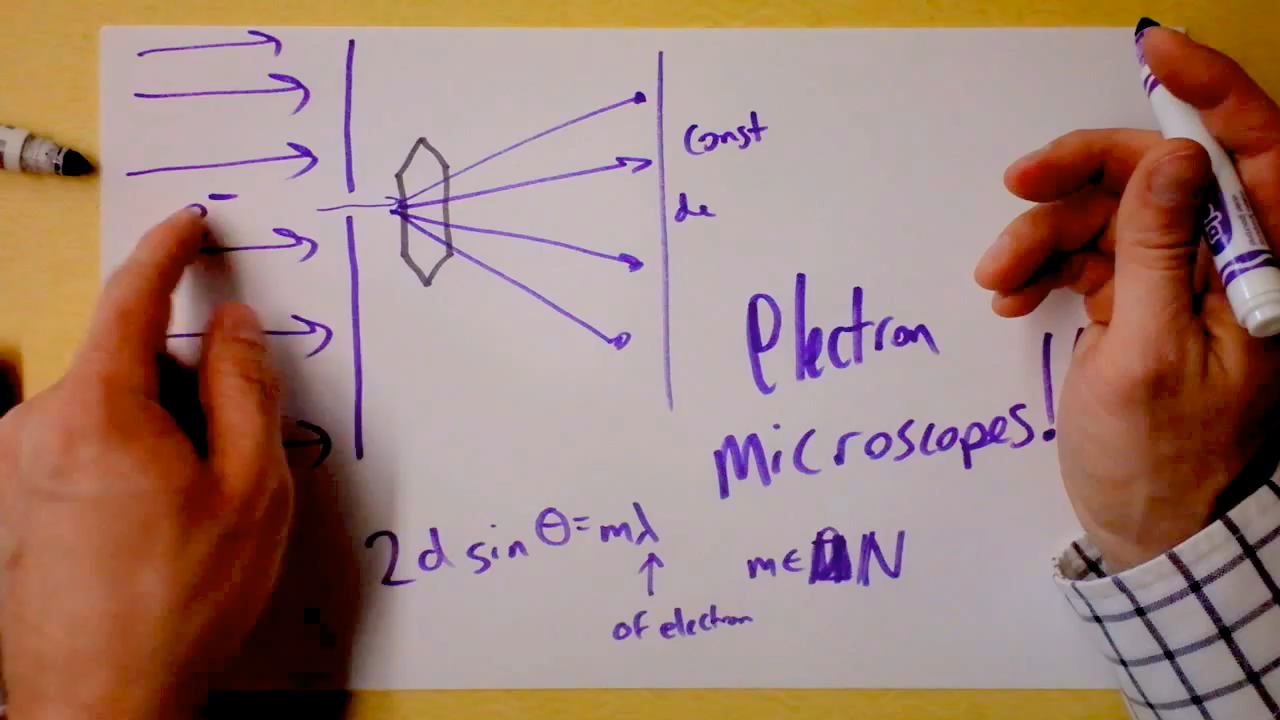 e⁻
Const
de
Electron
Microscopes!!
2d sin θ = mλ
↑
of electron
m ∈ N